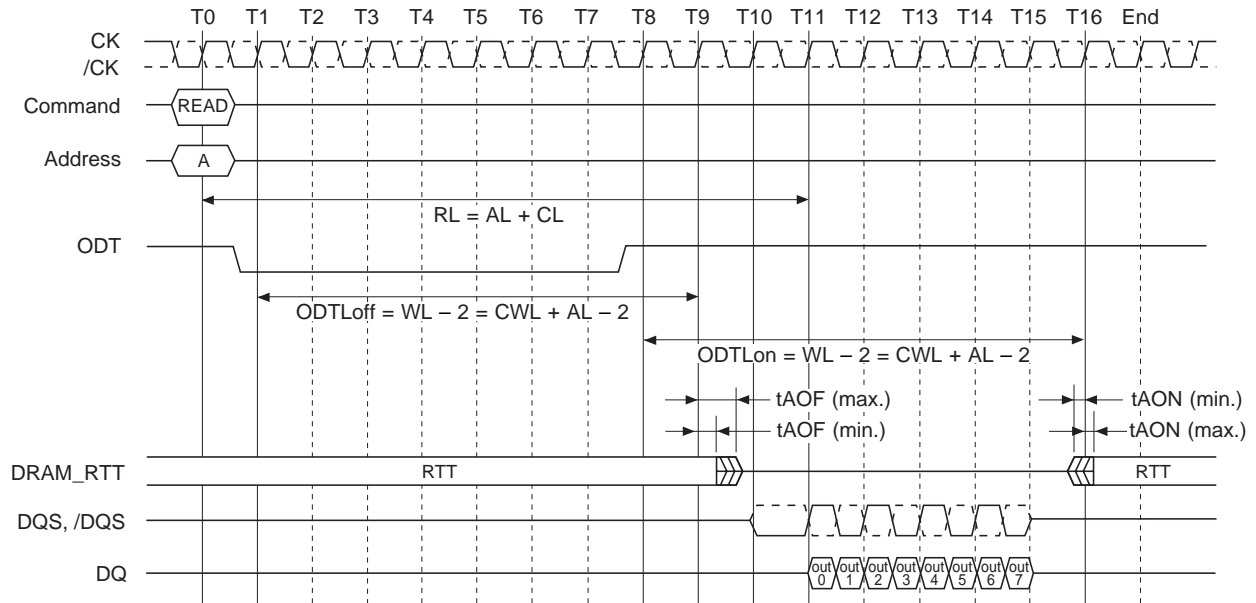 T0 T1 T2 T3 T4 T5 T6 T7 T8 T9 T10 T11 T12 T13 T14 T15 T16 End
CK
/CK
Command READ
Address A
RL = AL + CL
ODT
ODTLoff = WL – 2 = CWL + AL – 2
ODTLon = WL – 2 = CWL + AL – 2
tAOF (max.) tAON (min.)
tAOF (min.) tAON (max.)
DRAM_RTT RTT RTT
DQS, /DQS
DQ out 0 out 1 out 2 out 3 out 4 out 5 out 6 out 7